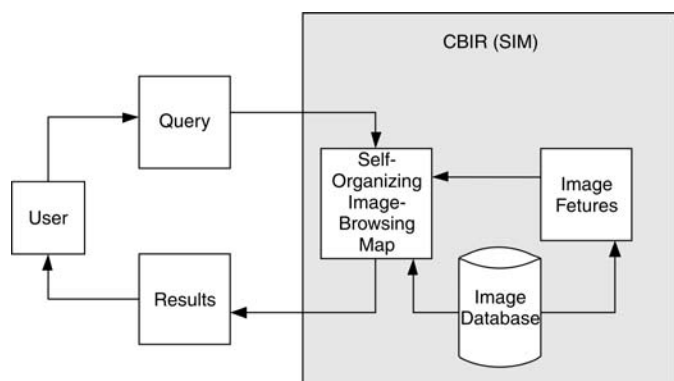 CBIR (SIM)
Query
Self-
Organizing
Image-
Browsing
Map
Image
Fetures
User
Results
Image
Database